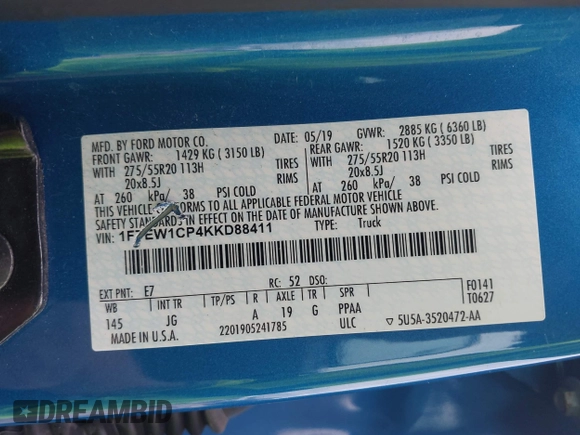 MFD. BY FORD MOTOR CO.
DATE: 05/19 GVWR: 2885 KG ( 6360 LB)
FRONT GAWR: 1429 KG ( 3150 LB) REAR GAWR: 1520 KG ( 3350 LB)
WITH 275/55R20 113H TIRES WITH 275/55R20 113H TIRES
20x8.5J RIMS 20x8.5J RIMS
AT 260 kPa/ 38 PSI COLD AT 260 kPa/ 38 PSI COLD
THIS VEHICLE CONFORMS TO ALL APPLICABLE FEDERAL MOTOR VEHICLE
SAFETY STANDARDS IN EFFECT ON THE DATE OF MANUFACTURE SHOWN ABOVE.
VIN: EW1CP4KKD88411 TYPE: Truck
EXT PNT: E7 RC: 52 DSO: F0141
WB INT TR TP/PS R AXLE TR SPR T0627
145 JG A 19 G PPAA
MADE IN U.S.A. 2201905241785 ULC ▽ 5U5A-3520472-AA
DREAMBID